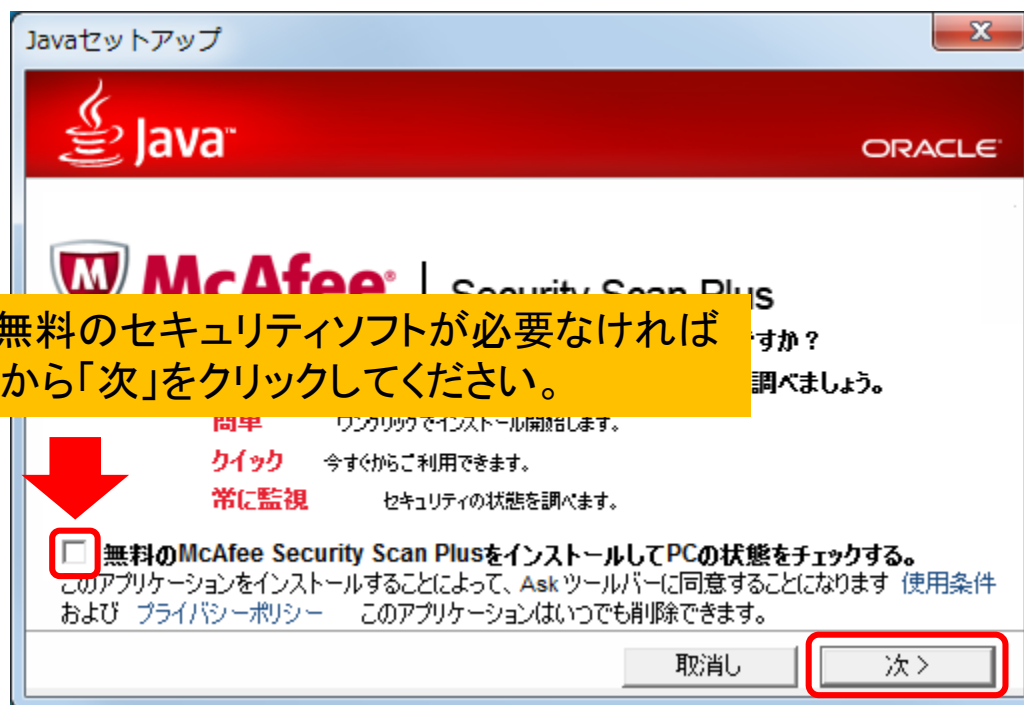 Javaセットアップ
Java™
ORACLE
McAfee® | Security Scan Plus
無料のセキュリティソフトが必要なければ
から「次」をクリックしてください。
すか？
調べましょう。
簡単 ワンクリックでインストール開始します。
クイック 今すぐからご利用できます。
常に監視 セキュリティの状態を調べます。
無料のMcAfee Security Scan PlusをインストールしてPCの状態をチェックする。
このアプリケーションをインストールすることによって、Ask ツールバーに同意することになります 使用条件
および プライバシーポリシー このアプリケーションはいつでも削除できます。
取消し
次 >